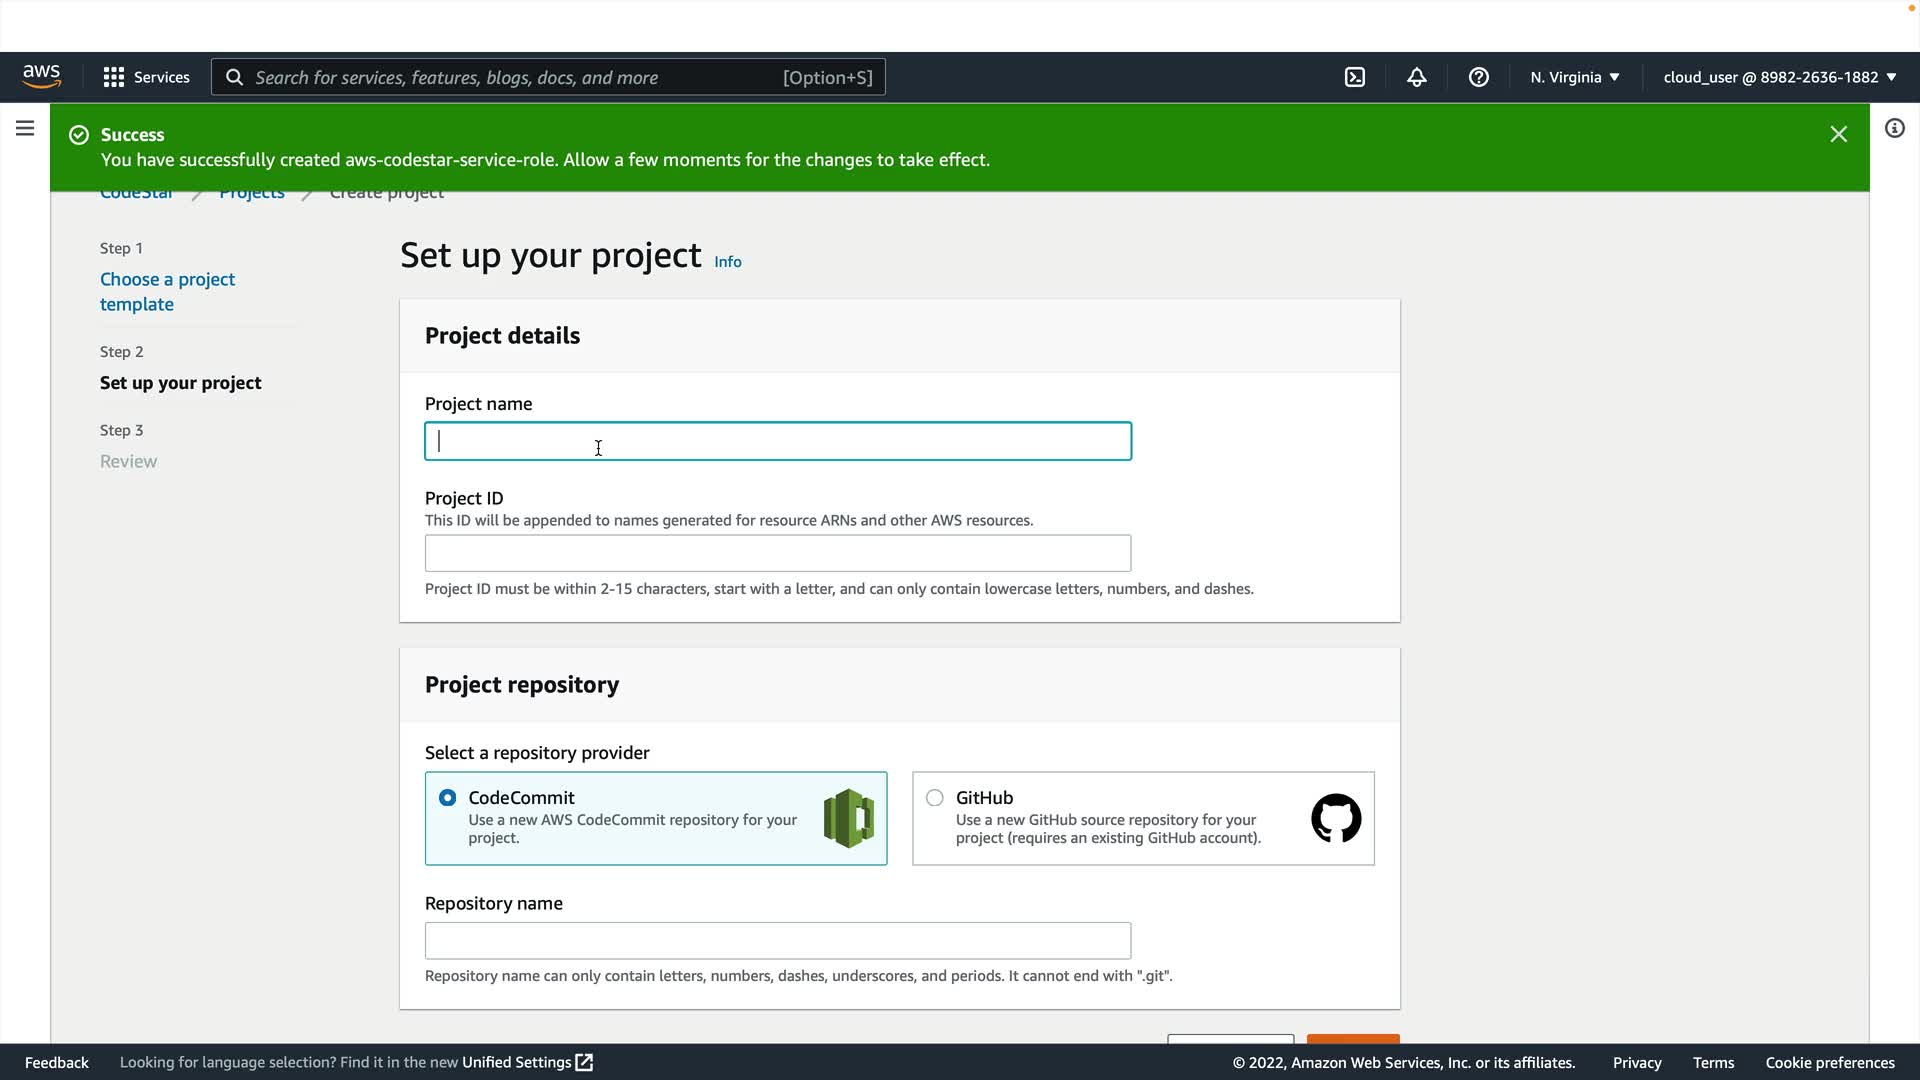 aws
Services
Search for services, features, blogs, docs, and more
[Option+S]
N. Virginia
cloud_user @ 8982-2636-1882
Success
You have successfully created aws-codestar-service-role. Allow a few moments for the changes to take effect.
CodeStar
Projects
Create project
Step 1
Choose a project
template
Step 2
Set up your project
Step 3
Review
Set up your project Info
Project details
Project name
Project ID
This ID will be appended to names generated for resource ARNs and other AWS resources.
Project ID must be within 2-15 characters, start with a letter, and can only contain lowercase letters, numbers, and dashes.
Project repository
Select a repository provider
CodeCommit
Use a new AWS CodeCommit repository for your
project.
GitHub
Use a new GitHub source repository for your
project (requires an existing GitHub account).
Repository name
Repository name can only contain letters, numbers, dashes, underscores, and periods. It cannot end with ".git".
Feedback
Looking for language selection? Find it in the new Unified Settings
© 2022, Amazon Web Services, Inc. or its affiliates.
Privacy
Terms
Cookie preferences